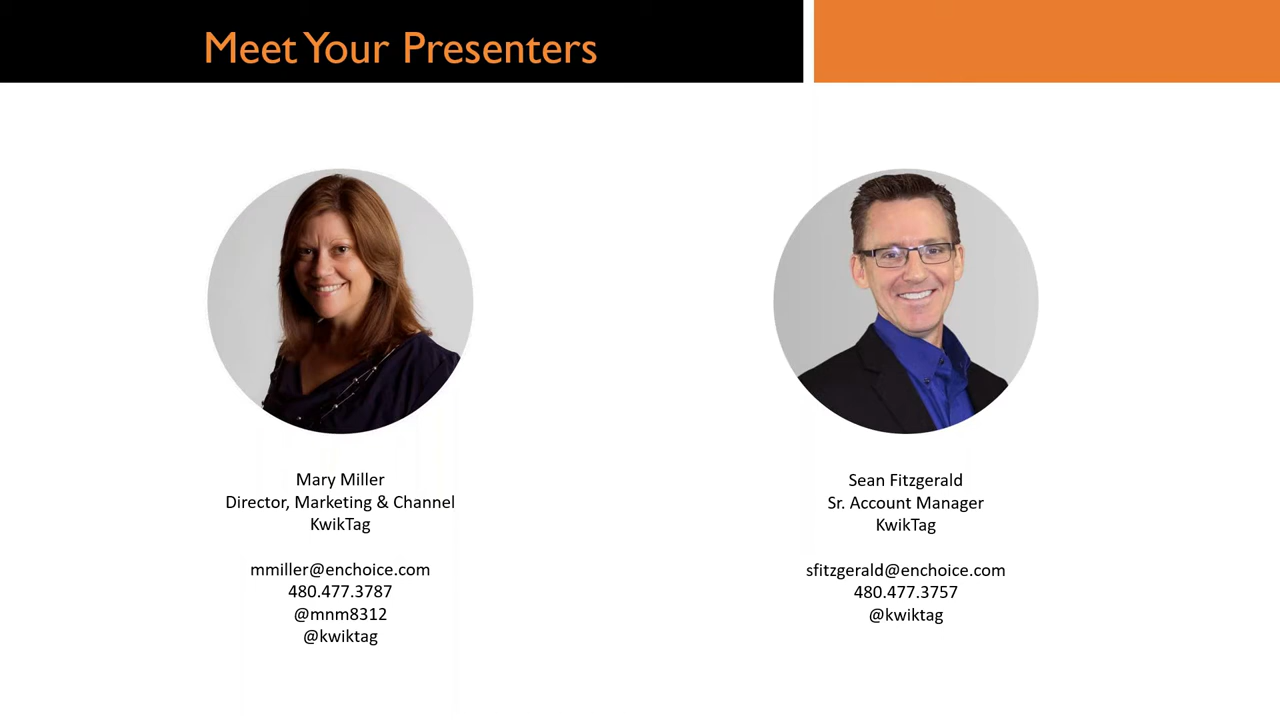 Meet Your Presenters
Mary Miller
Director, Marketing & Channel
KwikTag
mmiller@enchoice.com
480.477.3787
@mnm8312
@kwiktag
Sean Fitzgerald
Sr. Account Manager
KwikTag
sfitzgerald@enchoice.com
480.477.3757
@kwiktag